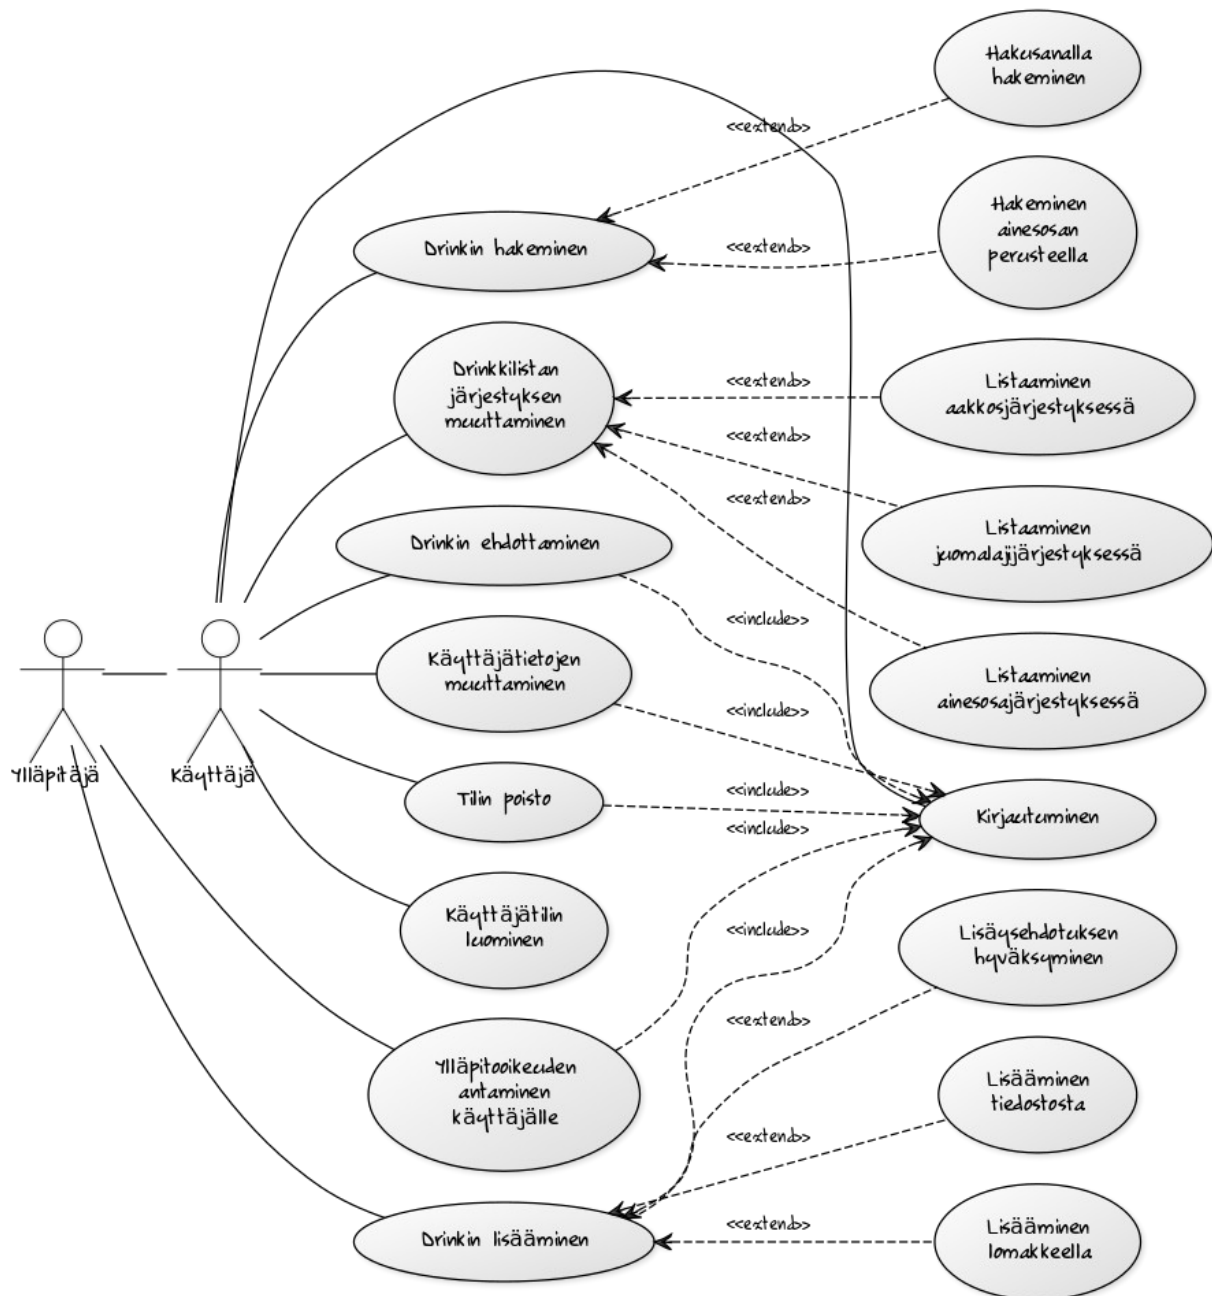 Hakusanalla
hakeminen
<<extend>>
Hakeminen
ainesosan
perusteella
Drinkin hakeminen
<<extend>>
Drinkkilistan
järjestyksen
muuttaminen
<<extend>>
Listaaminen
aakkosjärjestyksessä
<<extend>>
<<extend>>
Drinkin ehdottaminen
Listaaminen
juomalajijärjestyksessä
<<include>>
Käyttäjätietojen
muuttaminen
Listaaminen
ainesosajärjestyksessä
<<include>>
Ylläpitäjä
Käyttäjä
Tilin poisto
<<include>>
<<include>>
Kirjautuminen
Käyttäjätilin
luominen
<<include>>
Lisäysehdotuksen
hyväksyminen
<<extend>>
Ylläpitooikeuden
antaminen
käyttäjälle
Lisääminen
tiedostosta
<<extend>>
Drinkin lisääminen
<<extend>>
Lisääminen
lomakkeella